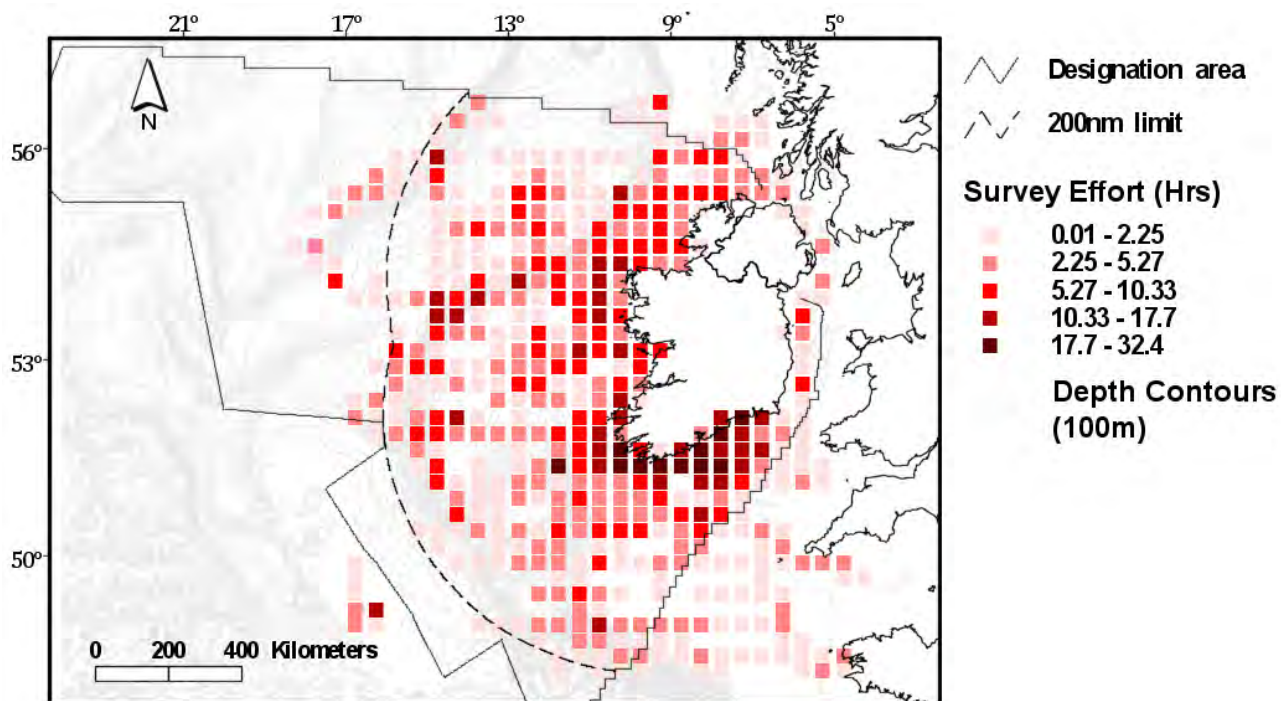 21° 17° 13° 9° 5°
N
56°
53°
50°
0 200 400 Kilometers
Designation area
200nm limit
Survey Effort (Hrs)
0.01 - 2.25
2.25 - 5.27
5.27 - 10.33
10.33 - 17.7
17.7 - 32.4
Depth Contours
(100m)